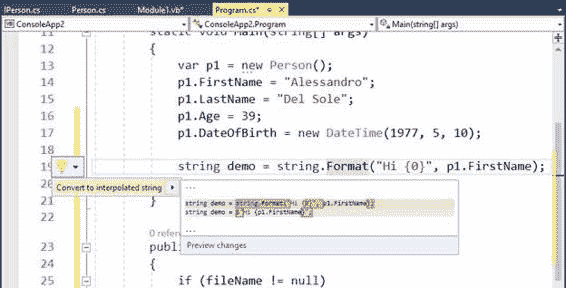 IPerson.cs Person.cs Module1.vb* Program.cs*
ConsoleApp2 ConsoleApp2.Program Main(string[] args)
11 static void Main(string[] args)
12 {
13 var p1 = new Person();
14 p1.FirstName = "Alessandro";
15 p1.LastName = "Del Sole";
16 p1.Age = 39;
17 p1.DateOfBirth = new DateTime(1977, 5, 10);
18
19 string demo = string.Format("Hi {0}", p1.FirstName);
Convert to interpolated string
...
21 }
string demo = string.Format("Hi {0}", p1.FirstName);
string demo = $"Hi {p1.FirstName}";
22
...
0 refere
Preview changes
23 public
24 {
25 if (fileName != null)